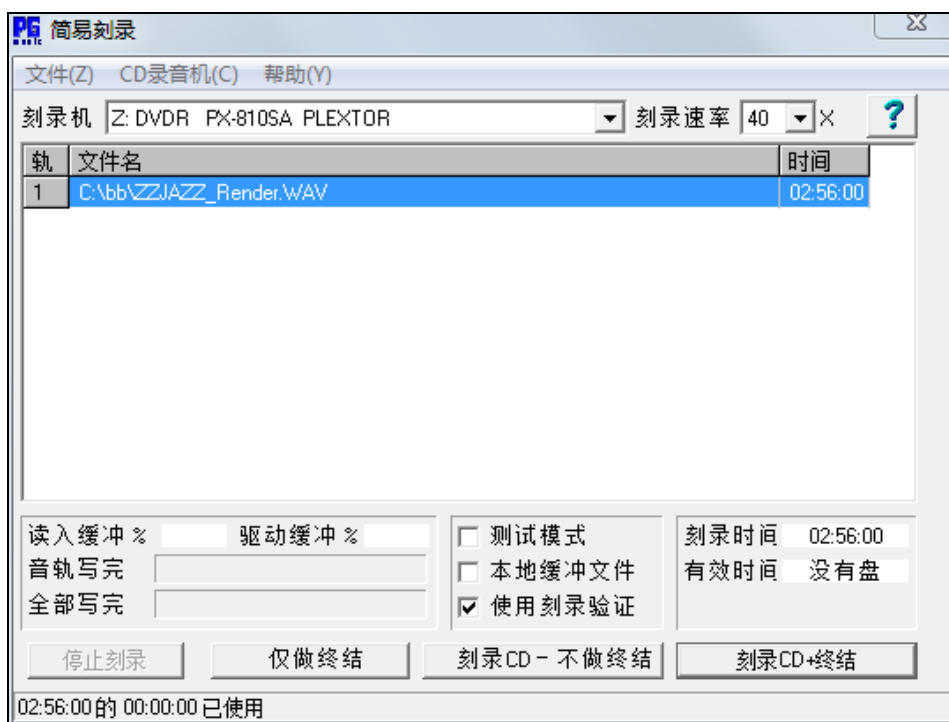 PG 简易刻录
文件(Z) CD录音机(C) 帮助(Y)
刻录机 Z: DVDR PX-810SA PLEXTOR 刻录速率 40 X ?
轨 文件名 时间
1 C:\bb\ZZJAZZ_Render.WAV 02:56:00
读入缓冲 % 驱动缓冲 %
音轨写完
全部写完
测试模式
本地缓冲文件
使用刻录验证
刻录时间 02:56:00
有效时间 没有盘
停止刻录 仅做终结 刻录CD - 不做终结 刻录CD+终结
02:56:00的 00:00:00 已使用